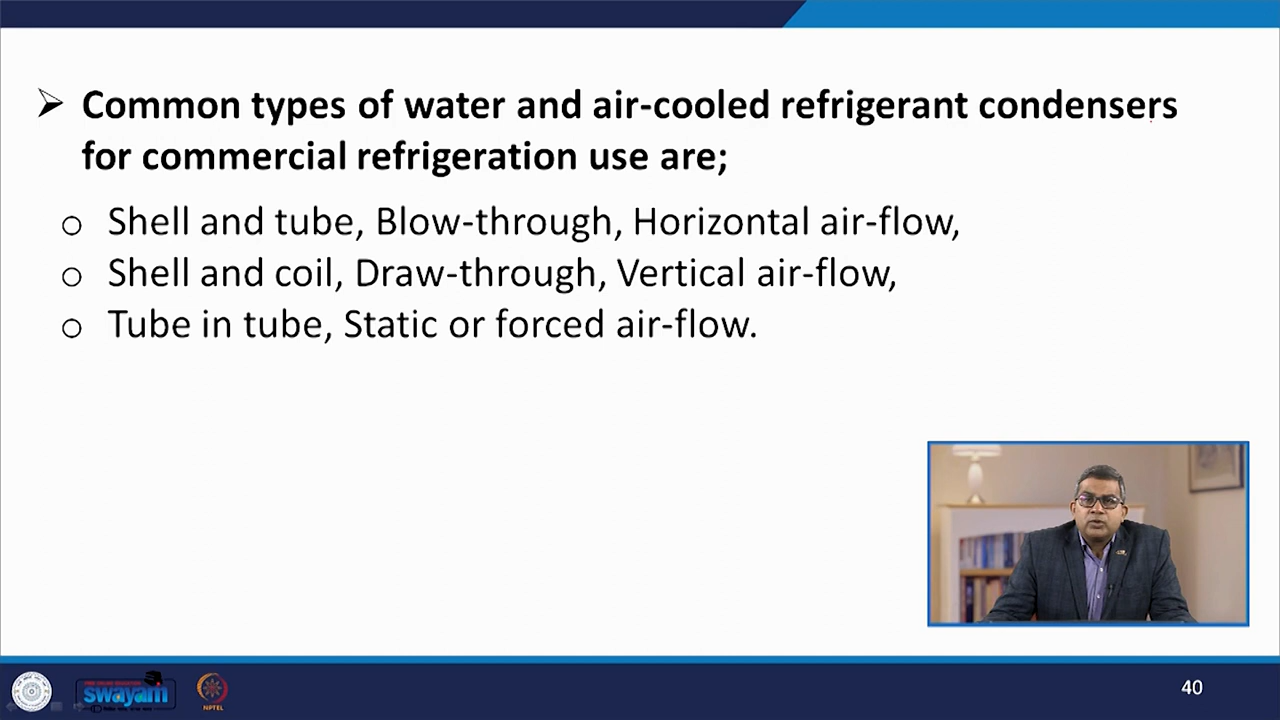 ➢ Common types of water and air-cooled refrigerant condensers
for commercial refrigeration use are;
o Shell and tube, Blow-through, Horizontal air-flow,
o Shell and coil, Draw-through, Vertical air-flow,
o Tube in tube, Static or forced air-flow.
swayam
NPTEL
40